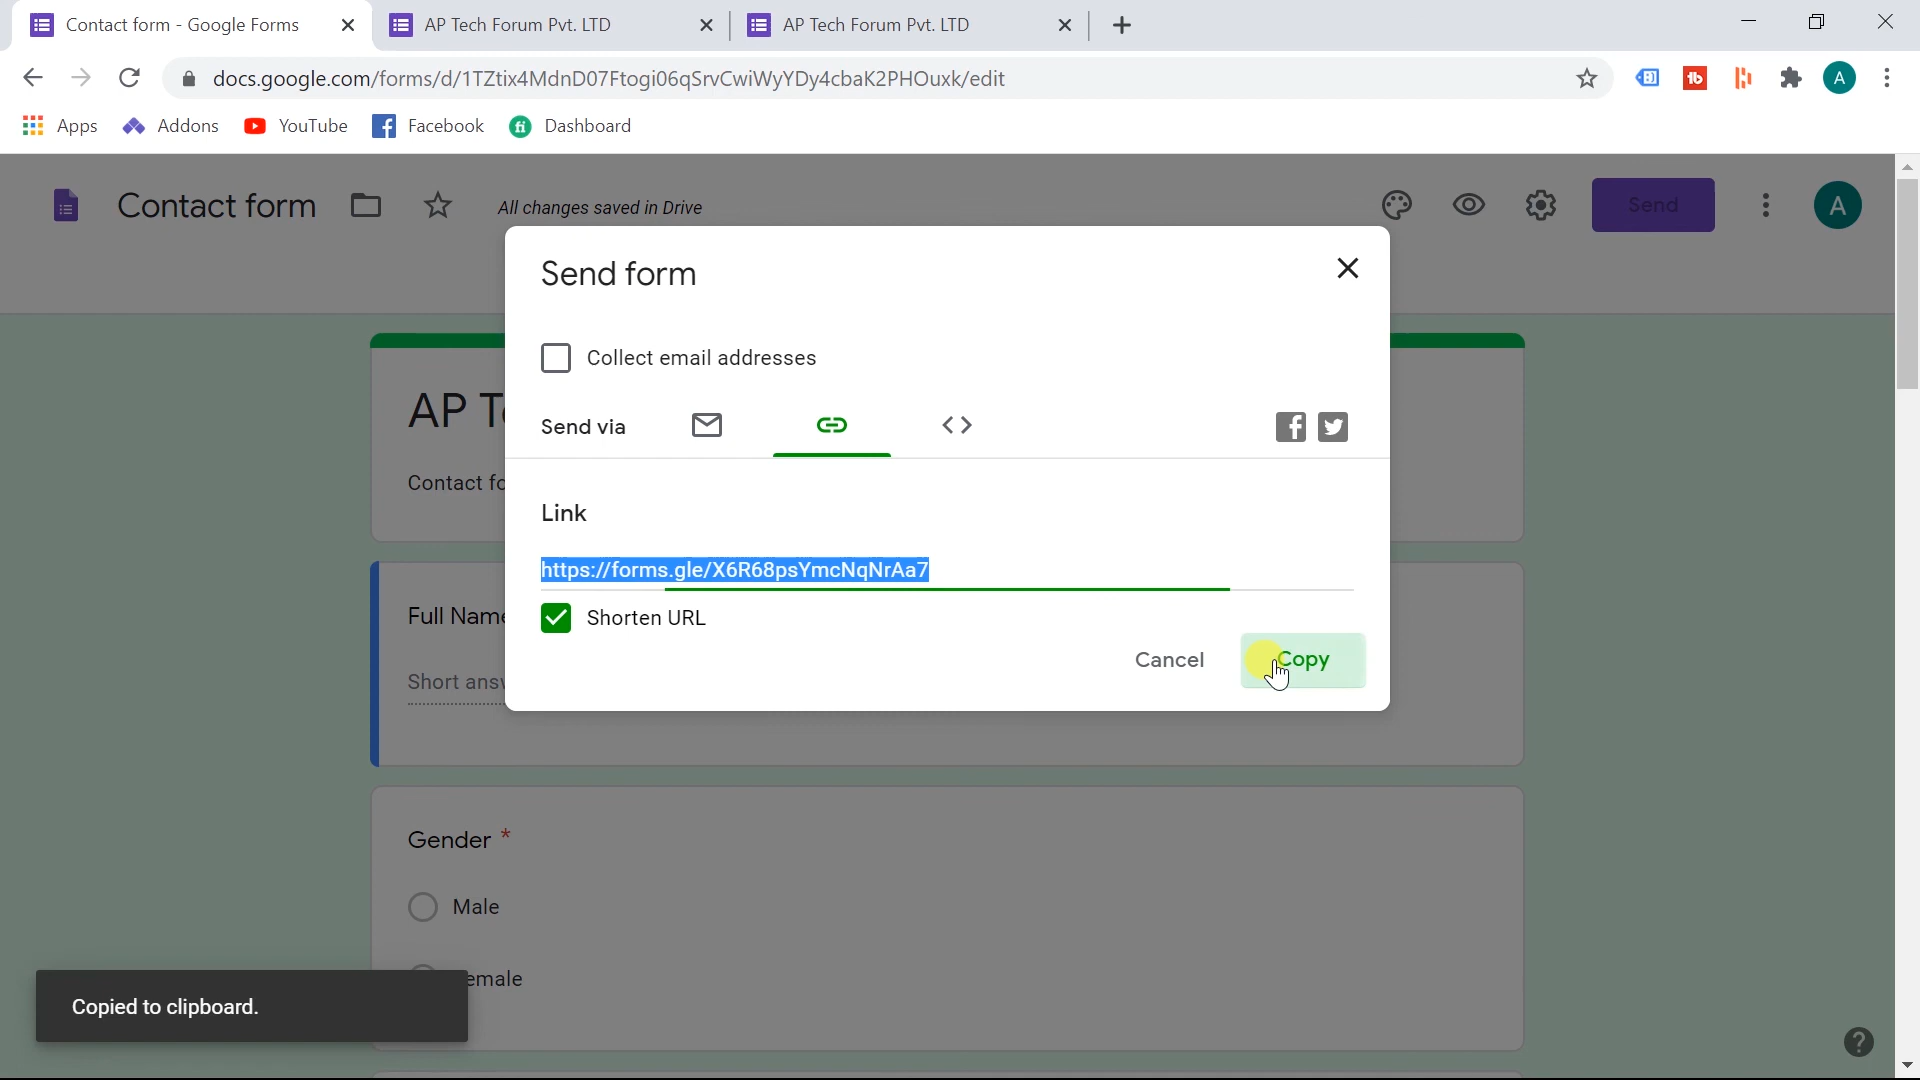 Contact form - Google Forms
AP Tech Forum Pvt. LTD
AP Tech Forum Pvt. LTD
docs.google.com/forms/d/1TZtix4MdnD07Ftogi06qSrvCwiWyYDy4cbaK2PHOuxk/edit
A
Apps
Addons
YouTube
Facebook
Dashboard
Contact form
All changes saved in Drive
Send
A
Send form
Collect email addresses
AP T
Send via
Contact fo
Link
https://forms.gle/X6R68psYmcNqNrAa7
Full Name
Shorten URL
Cancel
Copy
Short answ
Gender *
Male
emale
Copied to clipboard.